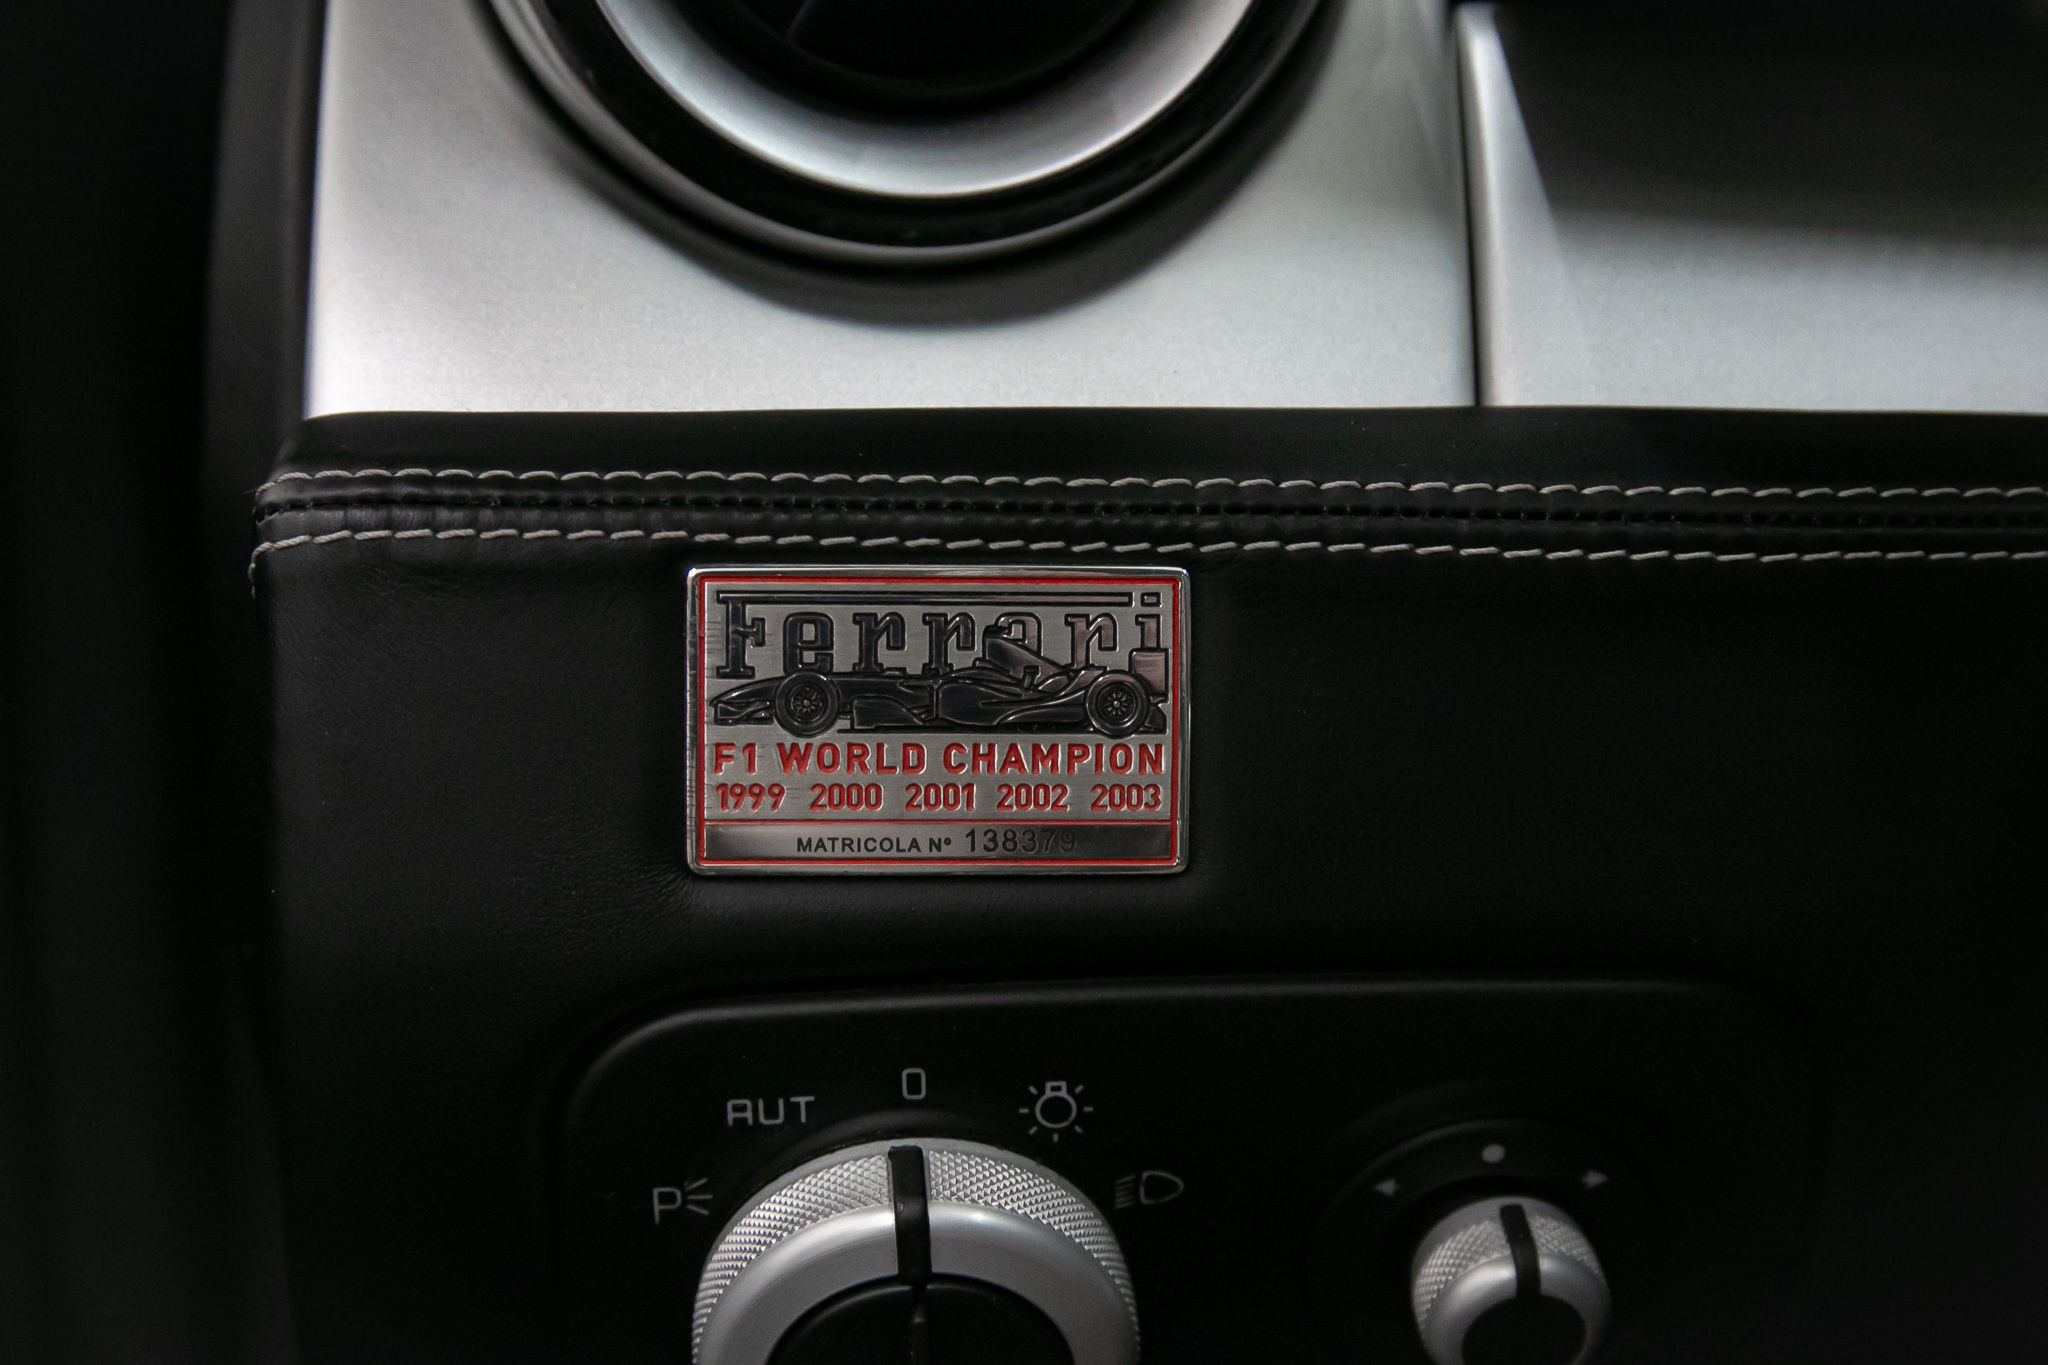 Ferrari
F1 WORLD CHAMPION
1999 2000 2001 2002 2003
MATRICOLA Nº 138379
AUT
0
P